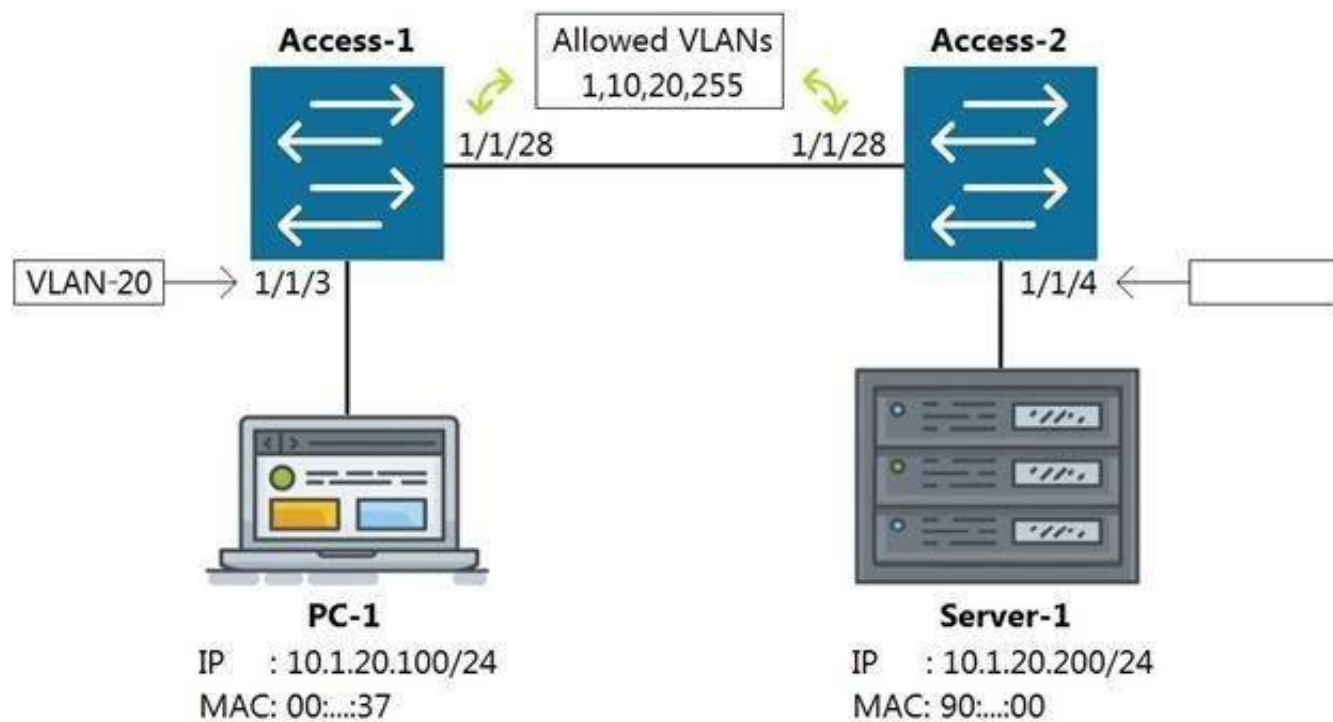 Access-1
Allowed VLANs
1,10,20,255
Access-2
1/1/28
1/1/28
VLAN-20
1/1/3
1/1/4
PC-1
IP : 10.1.20.100/24
MAC: 00:...:37
Server-1
IP : 10.1.20.200/24
MAC: 90:...:00